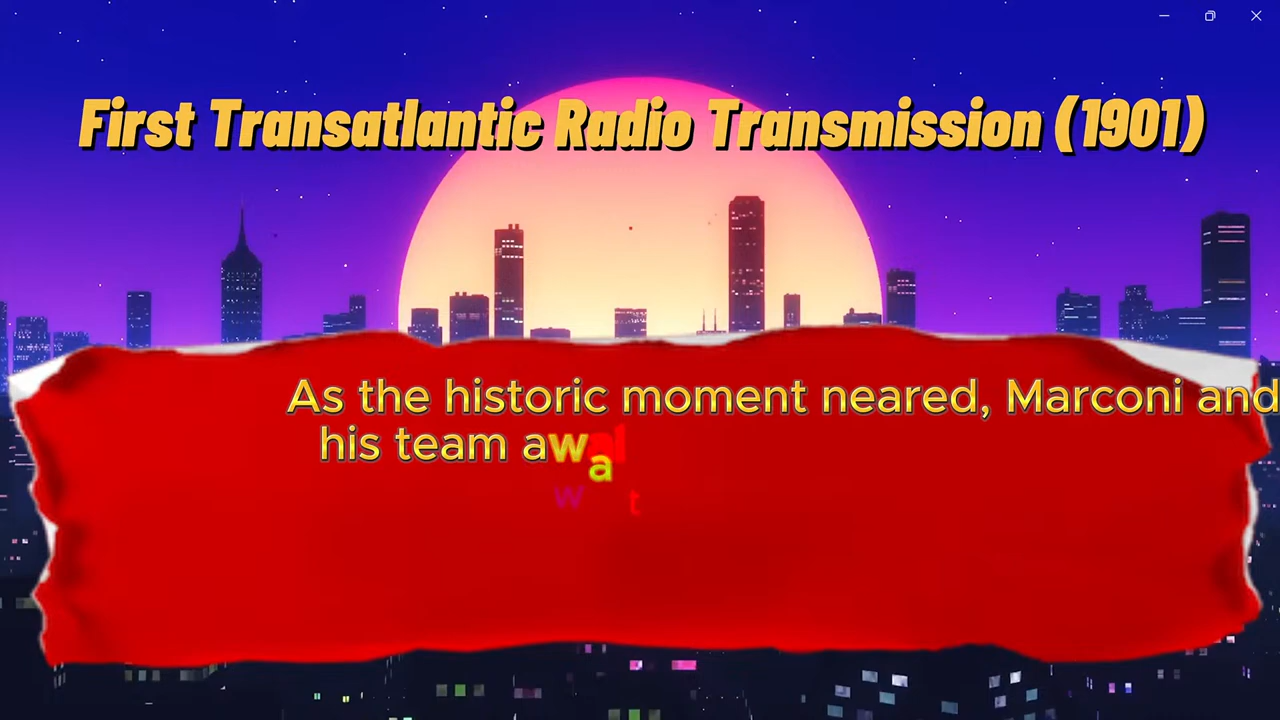 First Transatlantic Radio Transmission (1901)
As the historic moment neared, Marconi and
his team